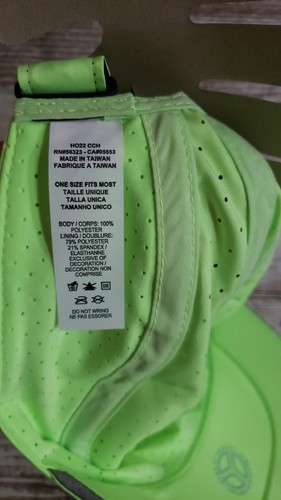 HO22 CCH
RN#56323 - CA#05553
MADE IN TAIWAN
FABRIQUE A TAIWAN
ONE SIZE FITS MOST
TAILLE UNIQUE
TALLA UNICA
TAMANHO UNICO
BODY / CORPS: 100%
POLYESTER
LINING / DOUBLURE:
79% POLYESTER
21% SPANDEX /
ELASTHANNE
EXCLUSIVE OF
DECORATION /
DECORATION NON
COMPRISE
DO NOT WRING
NE PAS ESSORER